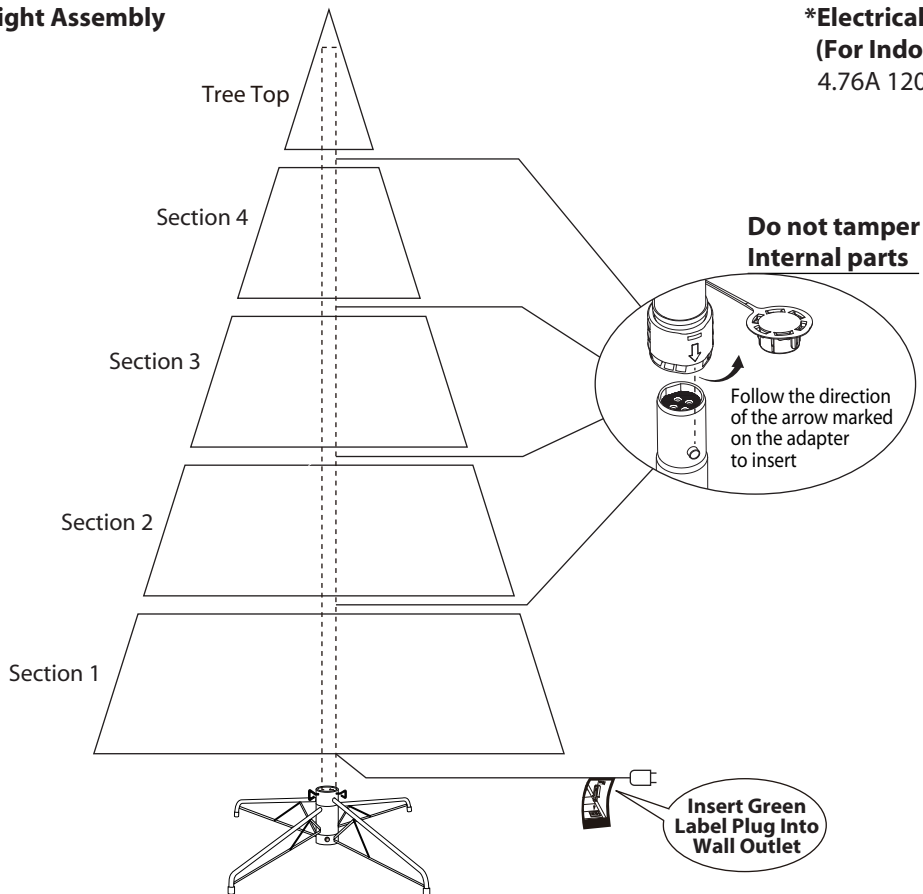 ight Assembly
*Electrical
(For Indo
4.76A 120
Tree Top
Section 4
Do not tamper
Internal parts
Section 3
Follow the direction
of the arrow marked
on the adapter
to insert
Section 2
Section 1
Insert Green
Label Plug Into
Wall Outlet